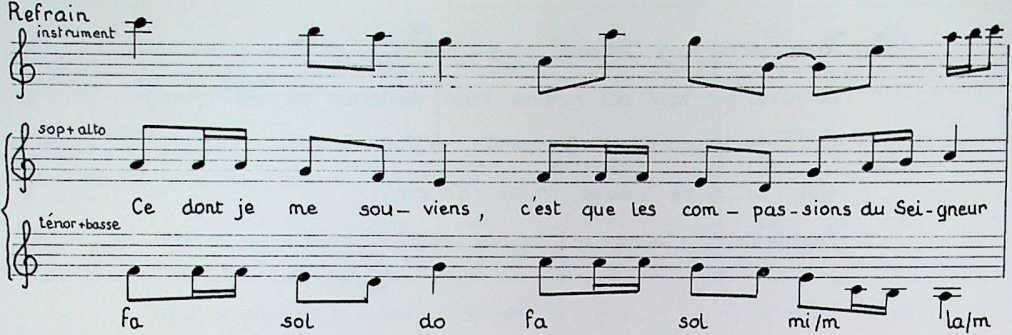 Refrain
instrument
sop+alto
Ce dont je me sou-viens, c'est que les com-pas-sions du Sei-gneur
ténor+basse
fa sol do fa sol mi/m la/m